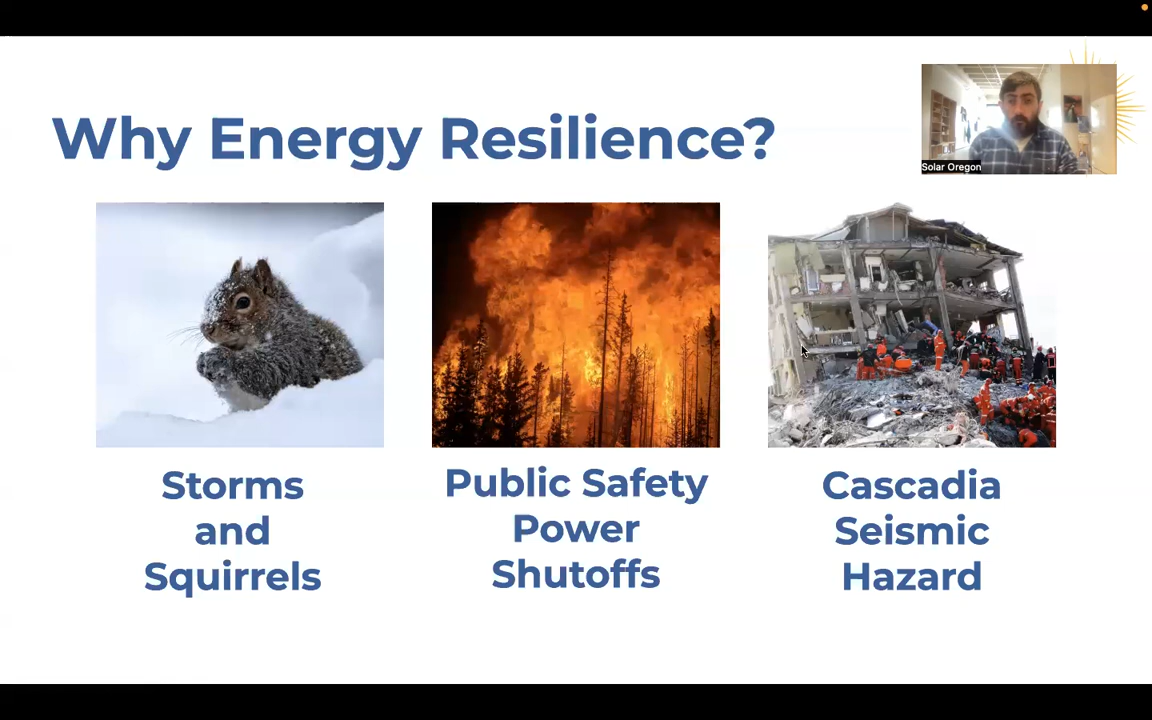 Why Energy Resilience?
Solar Oregon
Storms
and
Squirrels
Public Safety
Power
Shutoffs
Cascadia
Seismic
Hazard